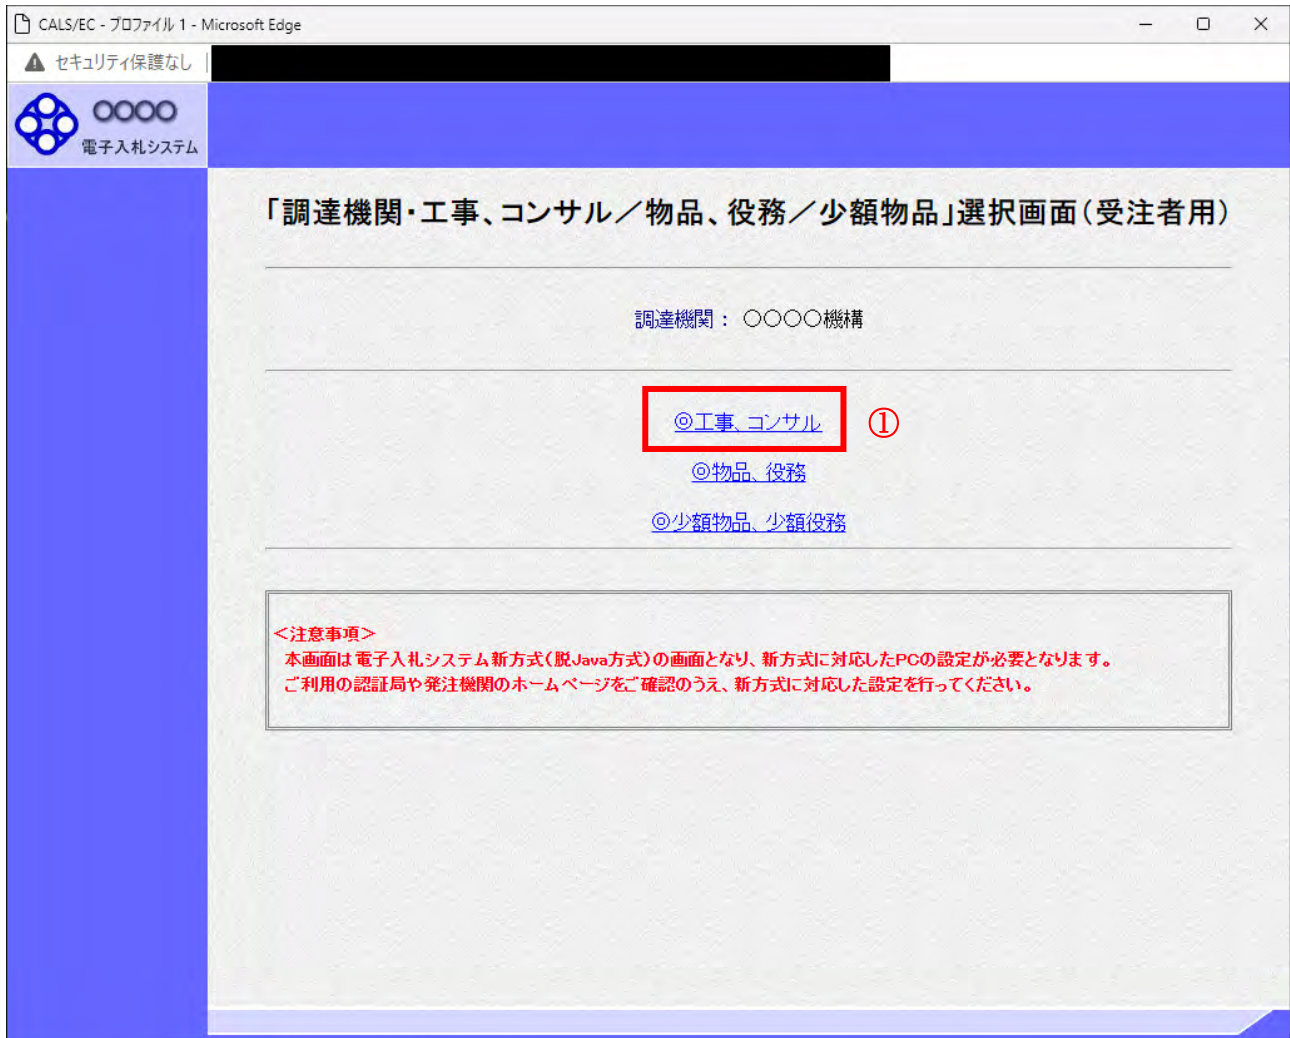 CALS/EC - プロファイル 1 - Microsoft Edge
セキュリティ保護なし
○○○○
電子入札システム
「調達機関・工事、コンサル／物品、役務／少額物品」選択画面（受注者用）
調達機関： ○○○○機構
◎工事、コンサル ①
◎物品、役務
◎少額物品、少額役務
＜注意事項＞
本画面は電子入札システム新方式（脱Java方式）の画面となり、新方式に対応したPCの設定が必要となります。
ご利用の認証局や発注機関のホームページをご確認のうえ、新方式に対応した設定を行ってください。